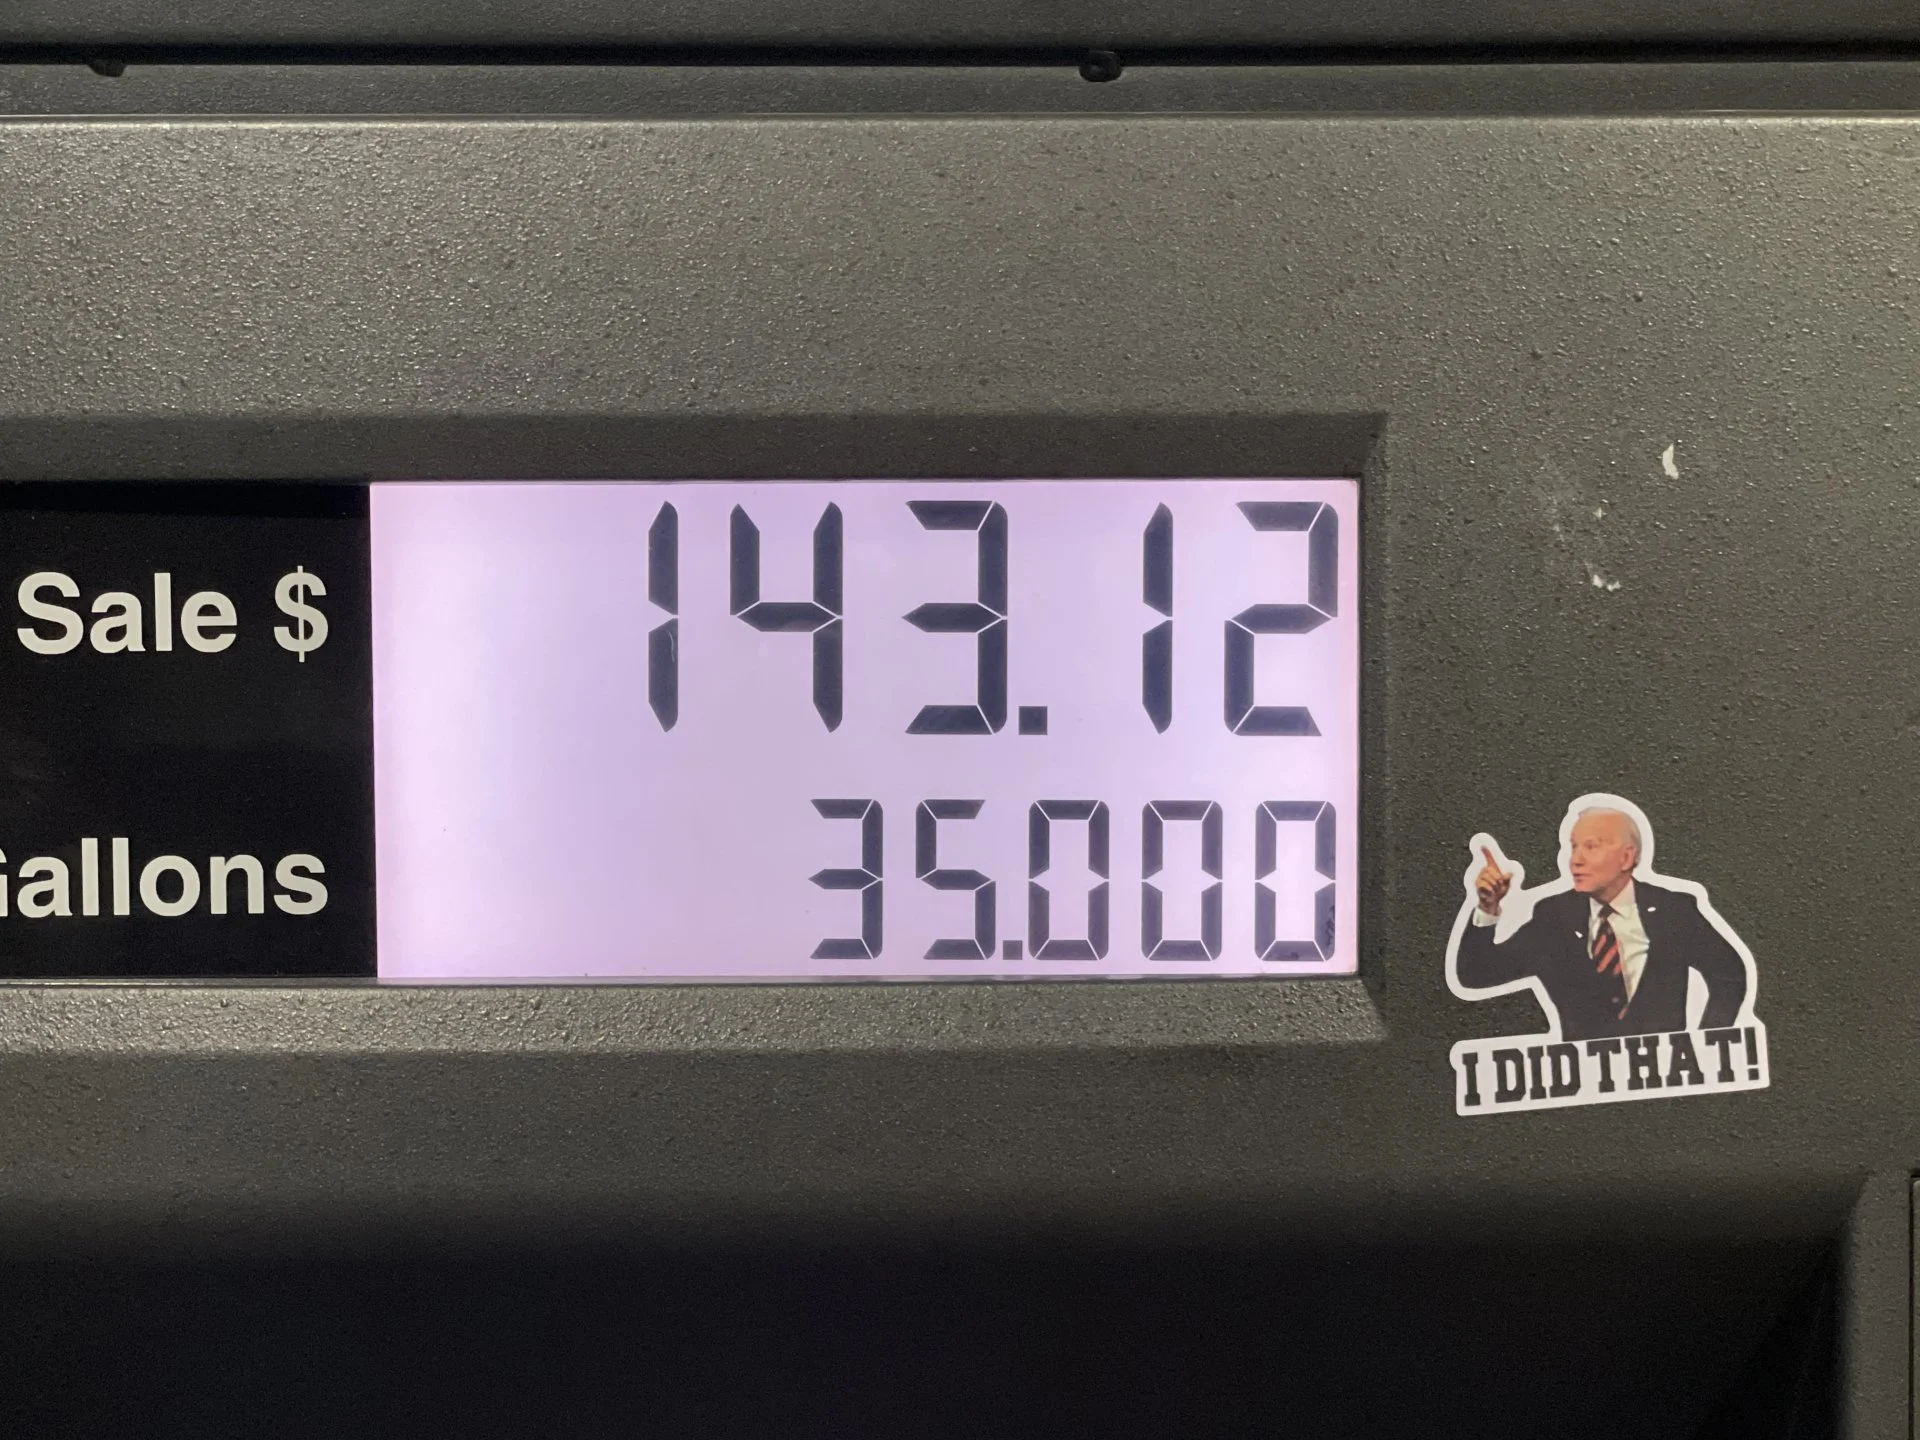 Sale $ 143.12
Gallons 35.000
I DID THAT!